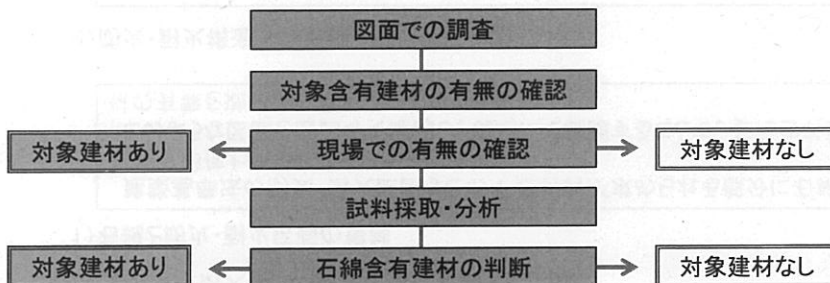 図面での調査
対象含有建材の有無の確認
対象建材あり
現場での有無の確認
対象建材なし
試料採取・分析
対象建材あり
石綿含有建材の判断
対象建材なし